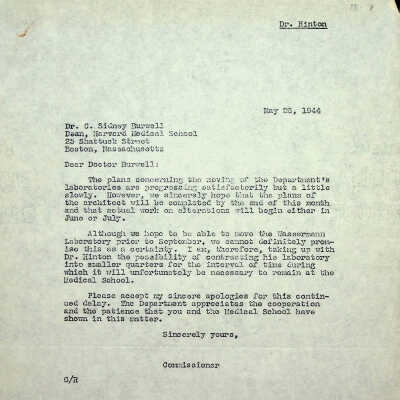 Dr. Hinton
May 23, 1944
Dr. C. Sidney Burwell
Dean, Harvard Medical School
25 Shattuck Street
Boston, Massachusetts
Dear Doctor Burwell:
The plans concerning the moving of the Department's
laboratories are progressing satisfactorily but a little
slowly. However, we sincerely hope that the plans of
the architect will be completed by the end of this month
and that actual work on alterations will begin either in
June or July.
Although we hope to be able to move the Wassermann
Laboratory prior to September, we cannot definitely prom-
ise this as a certainty. I am, therefore, taking up with
Dr. Hinton the possibility of contracting his laboratory
into smaller quarters for the interval of time during
which it will unfortunately be necessary to remain at the
Medical School.
Please accept my sincere apologies for this contin-
ued delay. The Department appreciates the cooperation
and the patience that you and the Medical School have
shown in this matter.
Sincerely yours,
Commissioner
G/R